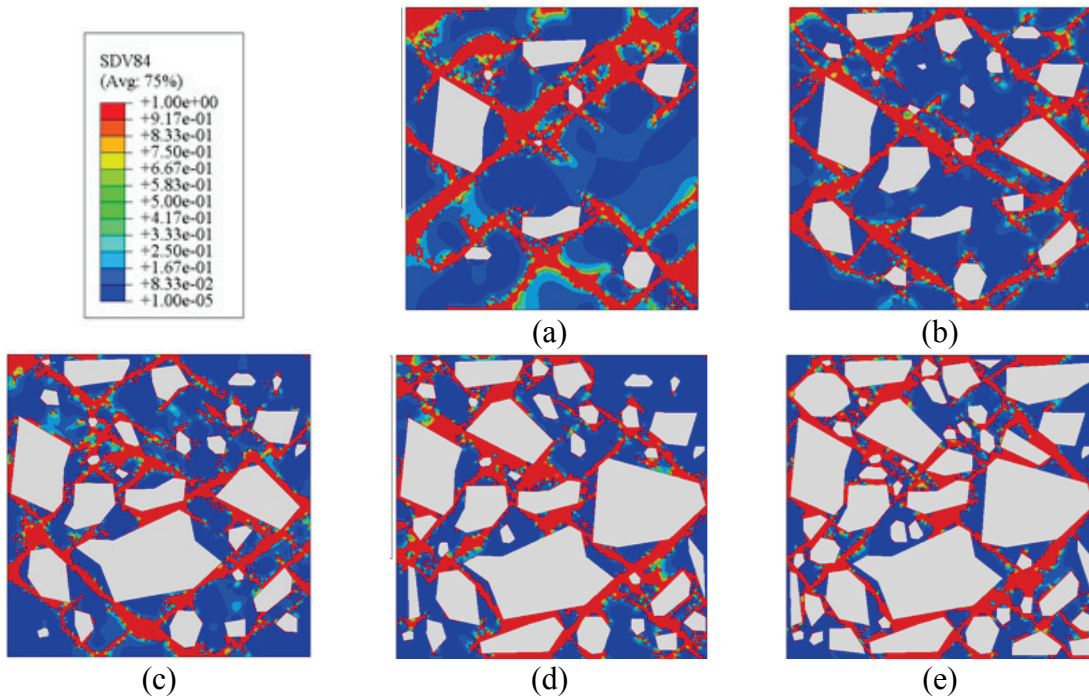 SDV84
(Avg: 75%)
+1.00e+00
+9.17e-01
+8.33e-01
+7.50e-01
+6.67e-01
+5.83e-01
+5.00e-01
+4.17e-01
+3.33e-01
+2.50e-01
+1.67e-01
+8.33e-02
+1.00e-05
(a)
(b)
(c)
(d)
(e)